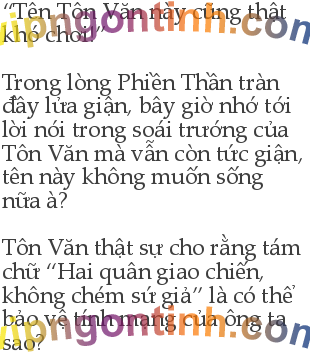 “Tên Tôn Văn này cũng thật
khó chơi.”
vipngontinh.com
Trong lòng Phiền Thần tràn
đầy lửa giận, bây giờ nhớ tới
lời nói trong soái trướng của
Tôn Văn mà vẫn còn tức giận,
tên này không muốn sống
nữa à?
Tôn Văn thật sự cho rằng tám
chữ “Hai quân giao chiến,
không chém sứ giả” là có thể
bảo vệ tính mạng của ông ta
sao?
vipngontinh.com